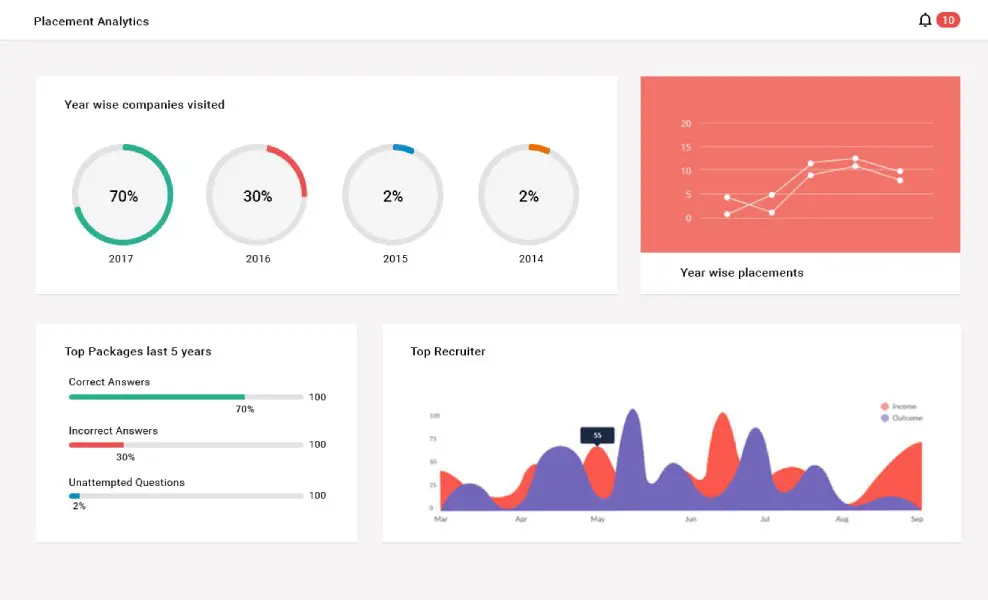 Placement Analytics
10
Year wise companies visited
70%
30%
2%
2%
2017
2016
2015
2014
20
15
10
5
0
Year wise placements
Top Packages last 5 years
Correct Answers
100
70%
Incorrect Answers
100
30%
Unattempted Questions
100
2%
Top Recruiter
Income
Outcome
100
75
50
25
0
55
Mar
Apr
May
Jun
Jul
Aug
Sep